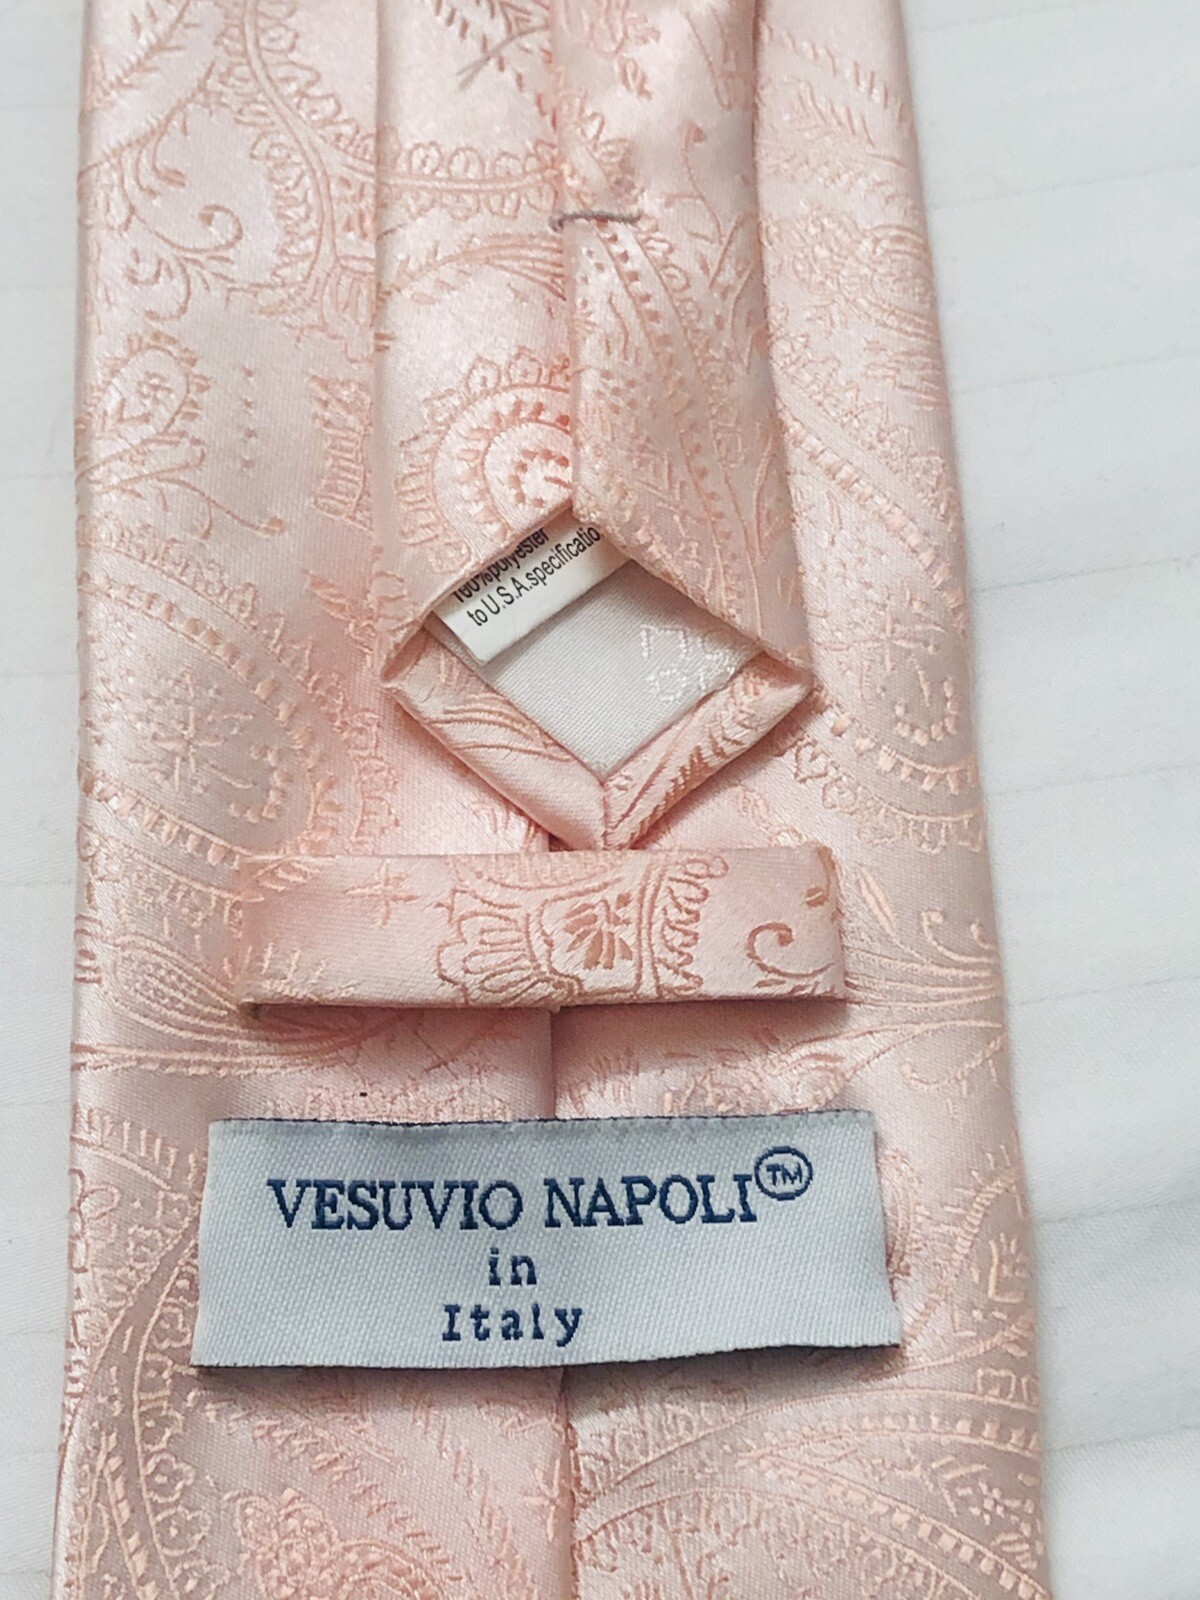 100%polyester
to U.S.A.specificatio
VESUVIO NAPOLI™
in
Italy